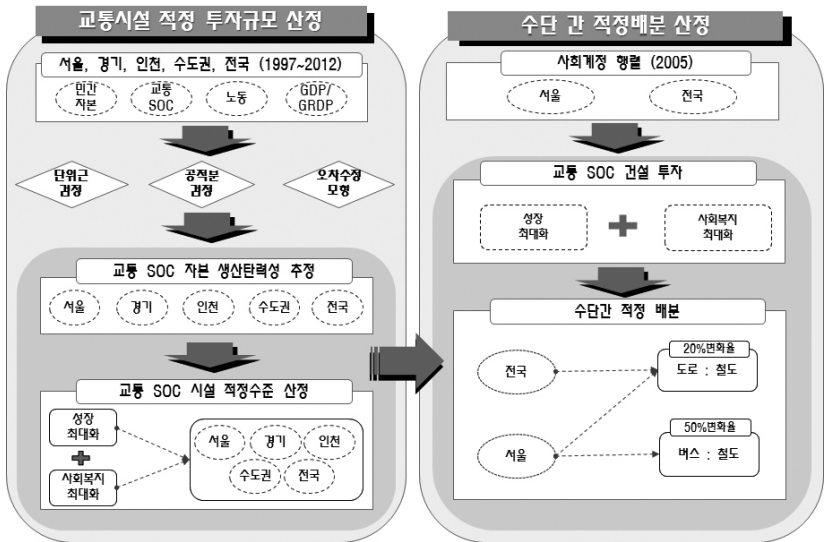 교통시설 적정 투자규모 산정
서울, 경기, 인천, 수도권, 전국 (1997~2012)
민간
자본
교통
SOC
노동
GDP/
GRDP
단위근
검정
공적분
검정
오차수정
모형
교통 SOC 자본 생산탄력성 추정
서울
경기
인천
수도권
전국
교통 SOC 시설 적정수준 산정
성장
최대화
사회복지
최대화
서울
경기
인천
수도권
전국
수단 간 적정배분 산정
사회계정 행렬 (2005)
서울
전국
교통 SOC 건설 투자
성장
최대화
사회복지
최대화
수단간 적정 배분
전국
20%변화율
도로 : 철도
서울
50%변화율
버스 : 철도